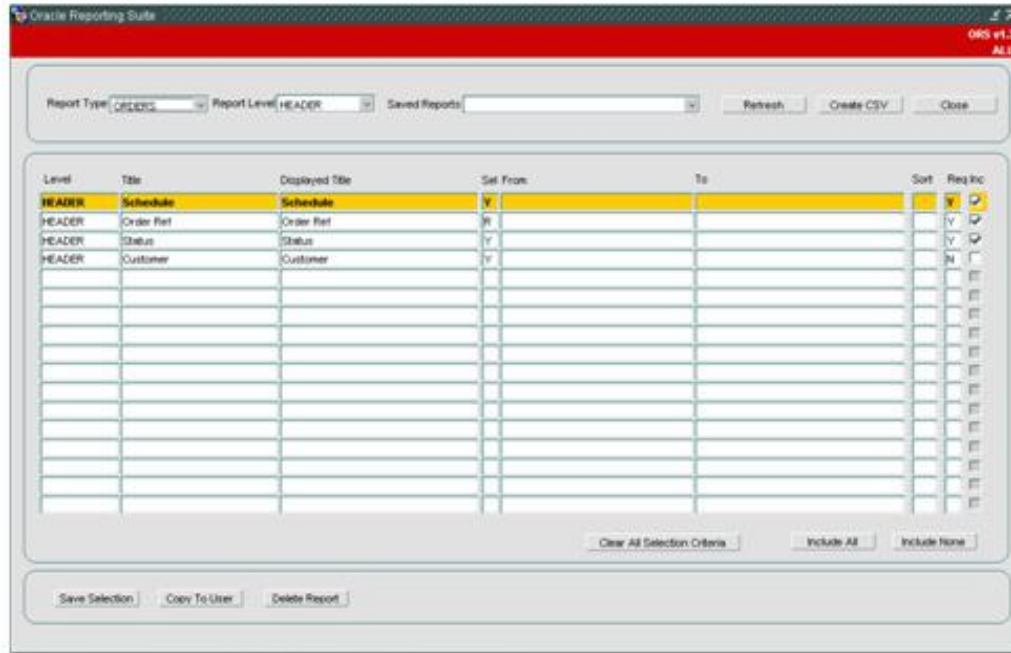 Oracle Reporting Suite
ORS v1.
ALL
Report Type ORDERS Report Level HEADER Saved Reports Refresh Create CSV Close
Level Title Displayed Title Sel From To Sort Req Inc
HEADER Schedule Schedule Y Y
HEADER Order Ref Order Ref R Y
HEADER Status Status Y Y
HEADER Customer Customer Y N
Clear All Selection Criteria Include All Include None
Save Selection Copy To User Delete Report